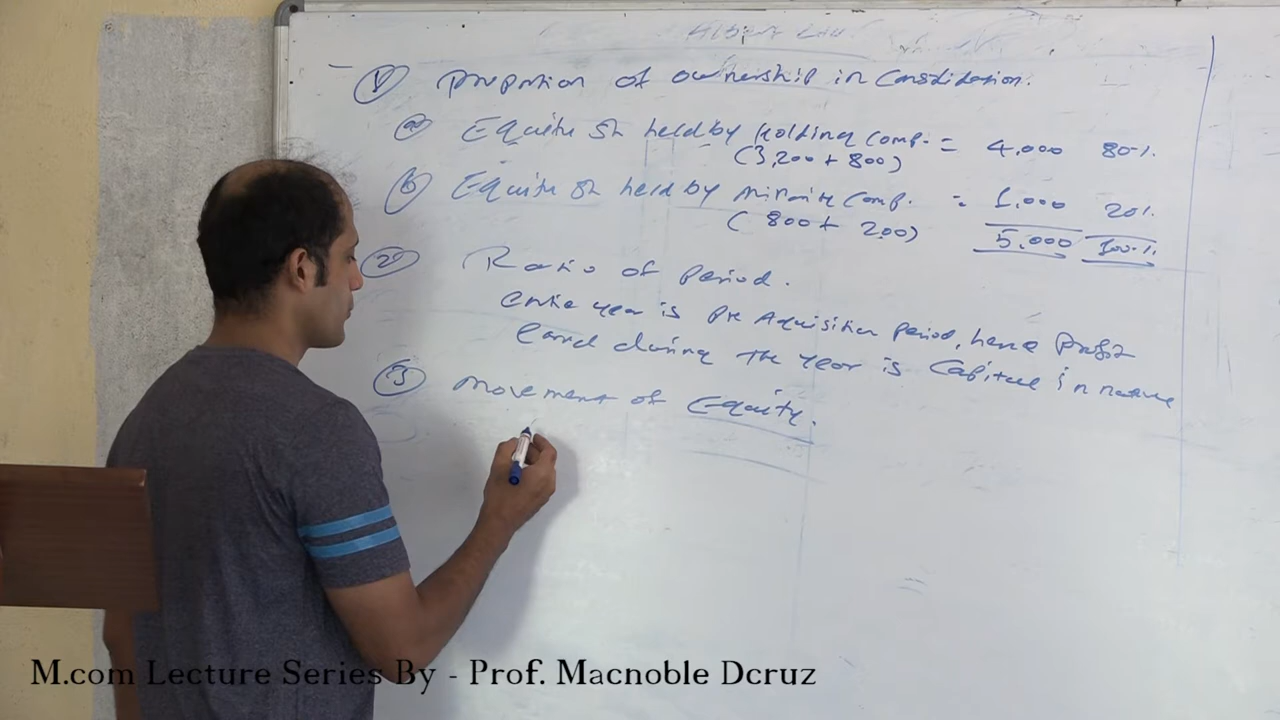 1) Proportion of ownership in Consolidation.
a) Equity Sh held by Holding Comp. = 4,000 80%.
(3,200 + 800)
b) Equity Sh held by Minority Comp. = 1,000 20%.
(800 + 200) 5,000 100%.
2) Ratio of Period.
Entire year is Pre Aquisition Period, hence Profit
Earned during the year is Capital in nature
3) Movement of Equity.
M.com Lecture Series By - Prof. Macnoble Dcruz